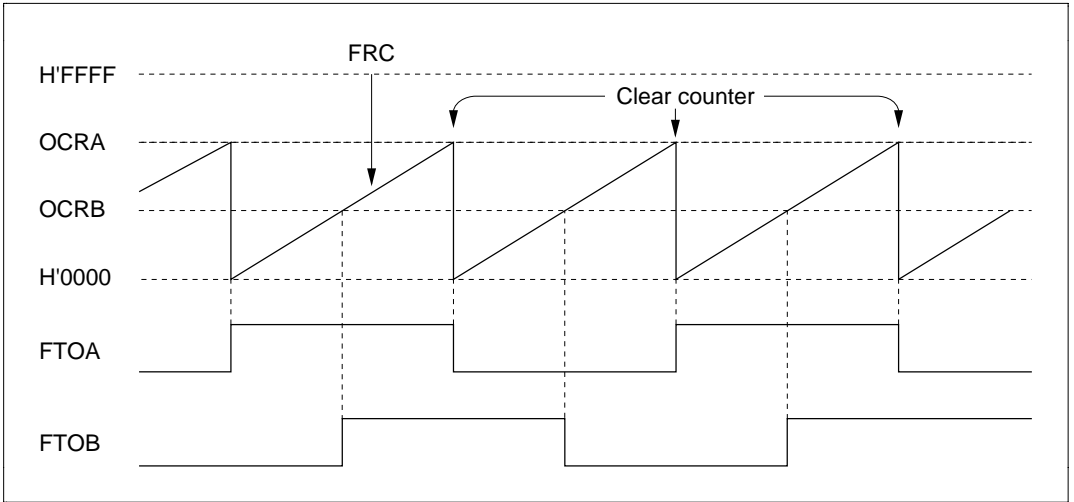 FRC
H'FFFF
Clear counter
OCRA
OCRB
H'0000
FTOA
FTOB